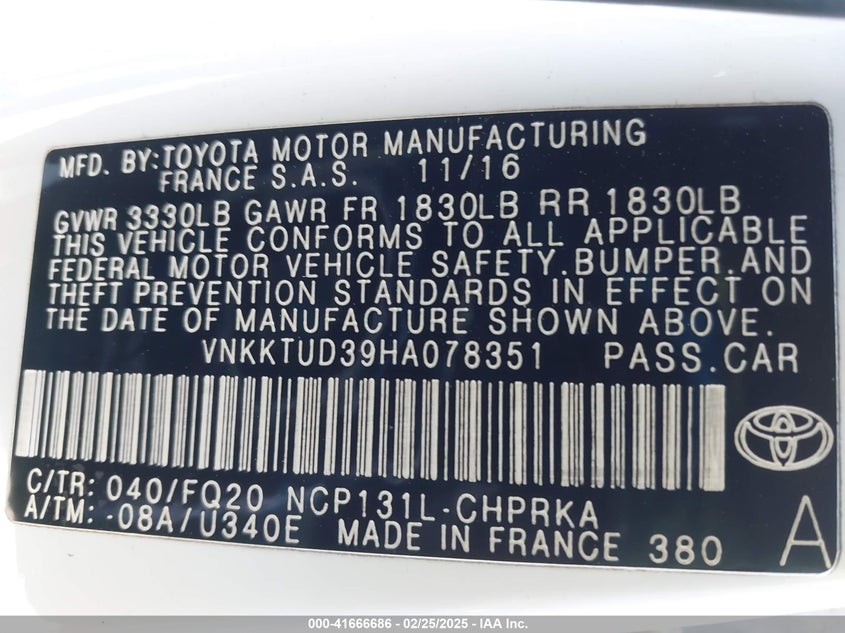 MFD. BY:TOYOTA MOTOR MANUFACTURING
FRANCE S.A.S. 11/16
GVWR 3330LB GAWR FR 1830LB RR 1830LB
THIS VEHICLE CONFORMS TO ALL APPLICABLE
FEDERAL MOTOR VEHICLE SAFETY.BUMPER.AND
THEFT PREVENTION STANDARDS IN EFFECT ON
THE DATE OF MANUFACTURE SHOWN ABOVE.
VNKKTUD39HA078351 PASS.CAR
C/TR: 040/FQ20 NCP131L-CHPRKA
A/TM: -08A/U340E MADE IN FRANCE 380 A
000-41666686 - 02/25/2025 - IAA Inc.